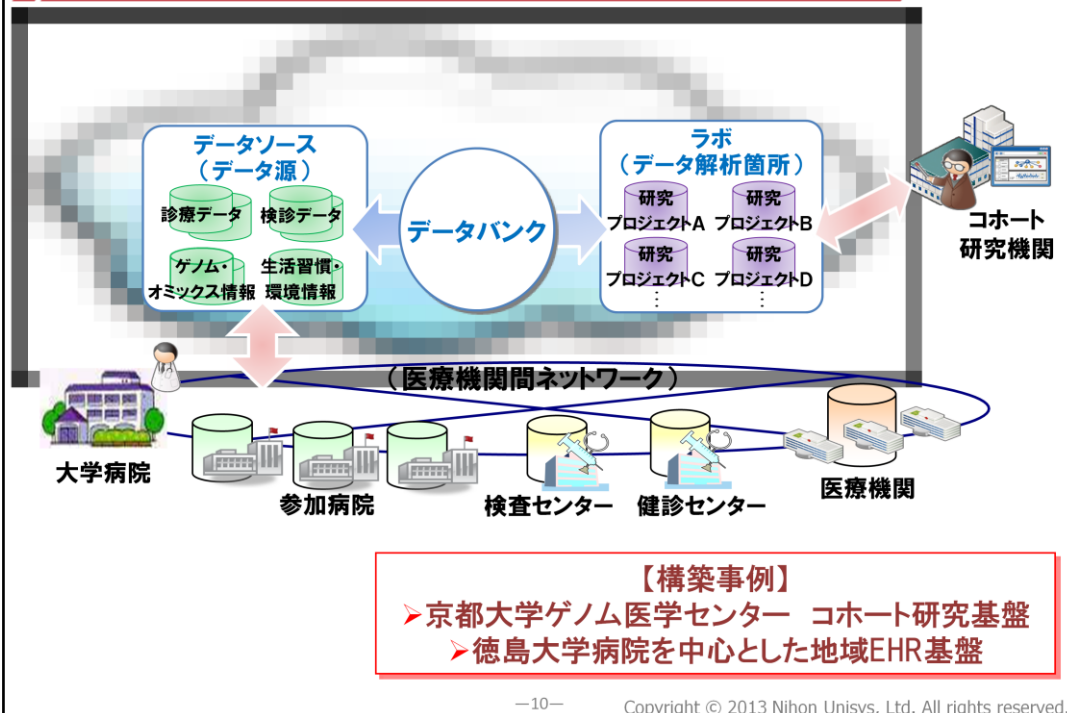 データソース
（データ源）
診療データ
検診データ
ゲノム・
オミックス情報
生活習慣・
環境情報
データバンク
ラボ
（データ解析箇所）
研究
プロジェクトA
研究
プロジェクトB
研究
プロジェクトC
⋮
研究
プロジェクトD
⋮
コホート
研究機関
（医療機関間ネットワーク）
大学病院
参加病院
検査センター
健診センター
医療機関
【構築事例】
➢京都大学ゲノム医学センター　コホート研究基盤
➢徳島大学病院を中心とした地域EHR基盤
―10―
Copyright © 2013 Nihon Unisys, Ltd. All rights reserved.